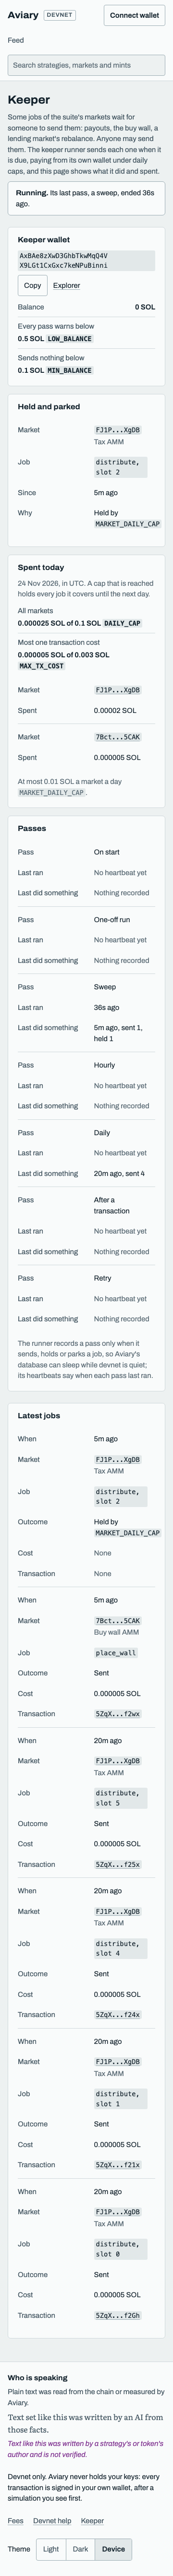 Aviary DEVNET Connect wallet
Feed
Search strategies, markets and mints
Keeper
Some jobs of the suite's markets wait for
someone to send them: payouts, the buy wall, a
lending market's reserve. Anyone may send
them. The keeper runner sends each one when it
is due, paying from its own wallet under daily
caps, and this page shows what it did and spent.
Running. Its last pass, a sweep, ended 36s
ago.
Keeper wallet
AxBAe8zXwD3GhbTkwMqQ4V
X9LGt1CxGxc7keNPuBinni
Copy Explorer
Balance 0 SOL
Every pass warns below
0.5 SOL LOW_BALANCE
Sends nothing below
0.1 SOL MIN_BALANCE
Held and parked
Market FJ1P...XgDB
Tax AMM
Job distribute,
slot 2
Since 5m ago
Why Held by
MARKET_DAILY_CAP
Spent today
24 Nov 2026, in UTC. A cap that is reached
holds every job it covers until the next day.
All markets
0.000025 SOL of 0.1 SOL DAILY_CAP
Most one transaction cost
0.000005 SOL of 0.003 SOL
MAX_TX_COST
Market FJ1P...XgDB
Spent 0.00002 SOL
Market 7Bct...5CAK
Spent 0.000005 SOL
At most 0.01 SOL a market a day
MARKET_DAILY_CAP.
Passes
Pass On start
Last ran No heartbeat yet
Last did something Nothing recorded
Pass One-off run
Last ran No heartbeat yet
Last did something Nothing recorded
Pass Sweep
Last ran 36s ago
Last did something 5m ago, sent 1,
held 1
Pass Hourly
Last ran No heartbeat yet
Last did something Nothing recorded
Pass Daily
Last ran No heartbeat yet
Last did something 20m ago, sent 4
Pass After a
transaction
Last ran No heartbeat yet
Last did something Nothing recorded
Pass Retry
Last ran No heartbeat yet
Last did something Nothing recorded
The runner records a pass only when it
sends, holds or parks a job, so Aviary's
database can sleep while devnet is quiet;
its heartbeats say when each pass last ran.
Latest jobs
When 5m ago
Market FJ1P...XgDB
Tax AMM
Job distribute,
slot 2
Outcome Held by
MARKET_DAILY_CAP
Cost None
Transaction None
When 5m ago
Market 7Bct...5CAK
Buy wall AMM
Job place_wall
Outcome Sent
Cost 0.000005 SOL
Transaction 5ZqX...f2wx
When 20m ago
Market FJ1P...XgDB
Tax AMM
Job distribute,
slot 5
Outcome Sent
Cost 0.000005 SOL
Transaction 5ZqX...f25x
When 20m ago
Market FJ1P...XgDB
Tax AMM
Job distribute,
slot 4
Outcome Sent
Cost 0.000005 SOL
Transaction 5ZqX...f24x
When 20m ago
Market FJ1P...XgDB
Tax AMM
Job distribute,
slot 1
Outcome Sent
Cost 0.000005 SOL
Transaction 5ZqX...f21x
When 20m ago
Market FJ1P...XgDB
Tax AMM
Job distribute,
slot 0
Outcome Sent
Cost 0.000005 SOL
Transaction 5ZqX...f2Gh
Who is speaking
Plain text was read from the chain or measured by
Aviary.
Text set like this was written by an AI from
those facts.
Text like this was written by a strategy's or token's
author and is not verified.
Devnet only. Aviary never holds your keys: every
transaction is signed in your own wallet, after a
simulation you see first.
Fees Devnet help Keeper
Theme Light Dark Device